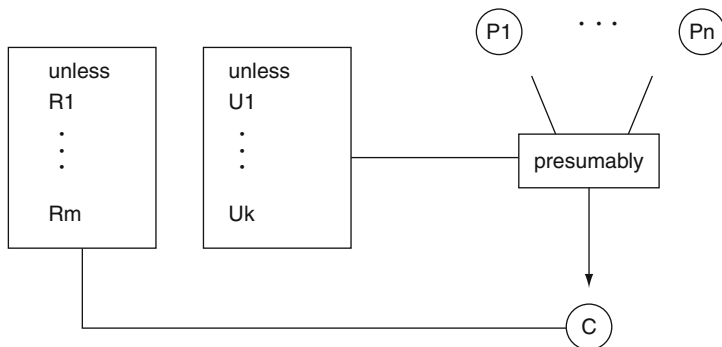 P1 . . . Pn
unless
R1
.
.
.
Rm
unless
U1
.
.
.
Uk
presumably
C